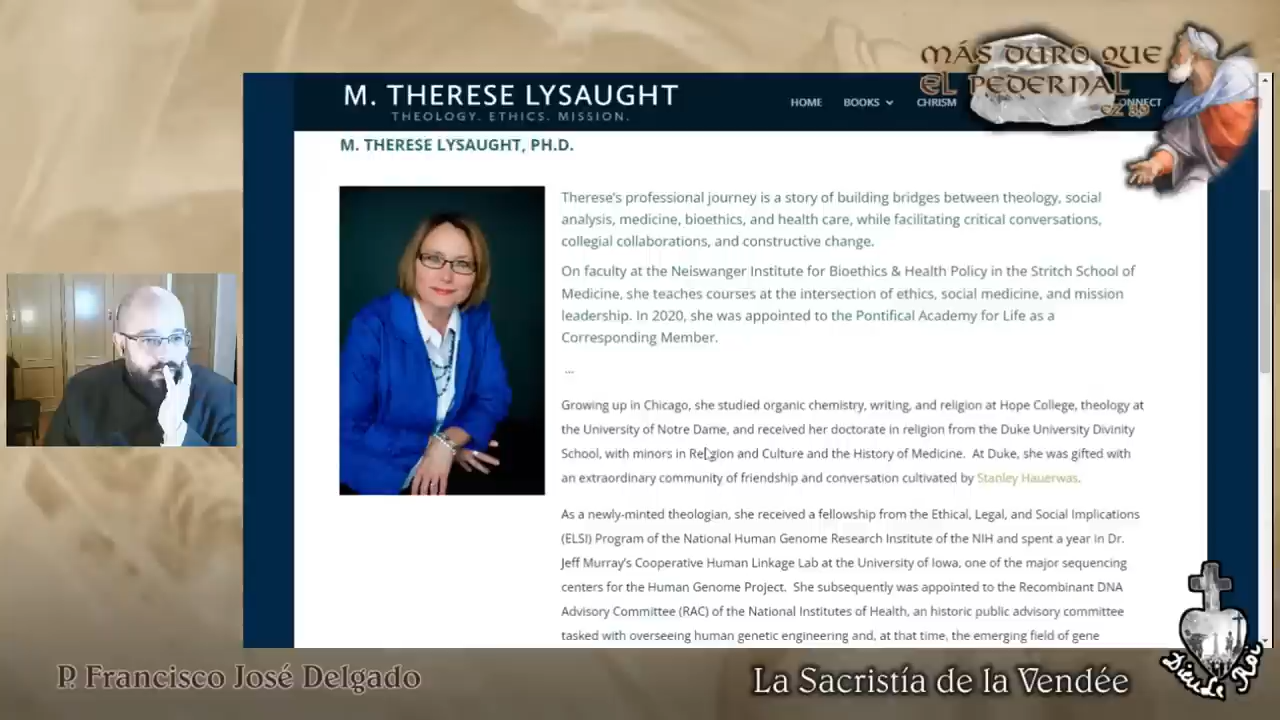 MÁS DURO QUE
EL PEDERNAL
EZ 3,9
M. THERESE LYSAUGHT
THEOLOGY. ETHICS. MISSION.
HOME BOOKS CHRISM
M. THERESE LYSAUGHT, PH.D.
Therese's professional journey is a story of building bridges between theology, social
analysis, medicine, bioethics, and health care, while facilitating critical conversations,
collegial collaborations, and constructive change.
On faculty at the Neiswanger Institute for Bioethics & Health Policy in the Stritch School of
Medicine, she teaches courses at the intersection of ethics, social medicine, and mission
leadership. In 2020, she was appointed to the Pontifical Academy for Life as a
Corresponding Member.
...
Growing up in Chicago, she studied organic chemistry, writing, and religion at Hope College, theology at
the University of Notre Dame, and received her doctorate in religion from the Duke University Divinity
School, with minors in Religion and Culture and the History of Medicine. At Duke, she was gifted with
an extraordinary community of friendship and conversation cultivated by Stanley Hauerwas.
As a newly-minted theologian, she received a fellowship from the Ethical, Legal, and Social Implications
(ELSI) Program of the National Human Genome Research Institute of the NIH and spent a year in Dr.
Jeff Murray's Cooperative Human Linkage Lab at the University of Iowa, one of the major sequencing
centers for the Human Genome Project. She subsequently was appointed to the Recombinant DNA
Advisory Committee (RAC) of the National Institutes of Health, an historic public advisory committee
tasked with overseeing human genetic engineering and, at that time, the emerging field of gene
P. Francisco José Delgado
La Sacristía de la Vendée